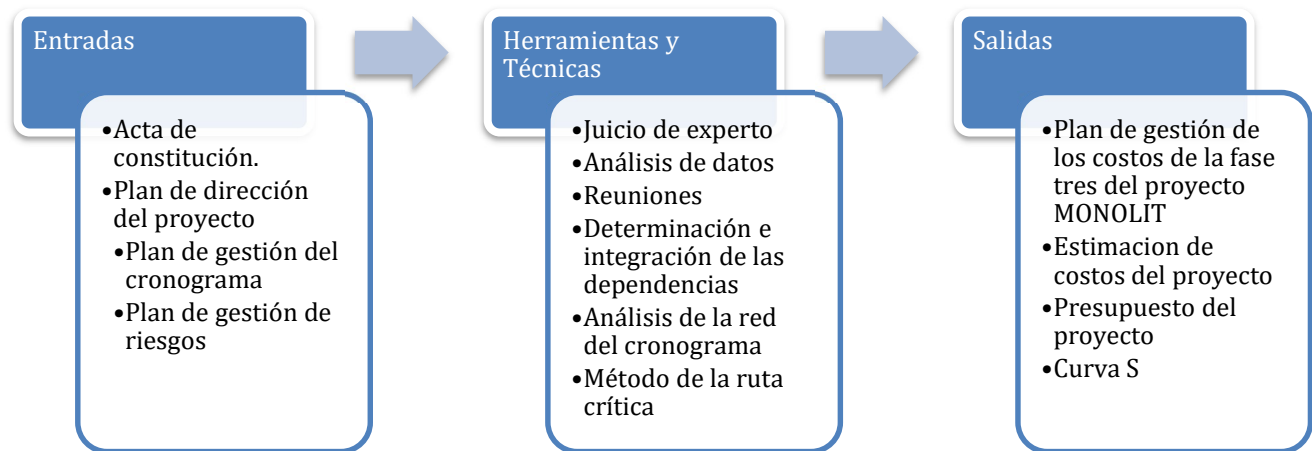 Entradas
•Acta de
constitución.
•Plan de dirección
del proyecto
•Plan de gestión del
cronograma
•Plan de gestión de
riesgos
Herramientas y
Técnicas
•Juicio de experto
•Análisis de datos
•Reuniones
•Determinación e
integración de las
dependencias
•Análisis de la red
del cronograma
•Método de la ruta
crítica
Salidas
•Plan de gestión de
los costos de la fase
tres del proyecto
MONOLIT
•Estimacion de
costos del proyecto
•Presupuesto del
proyecto
•Curva S